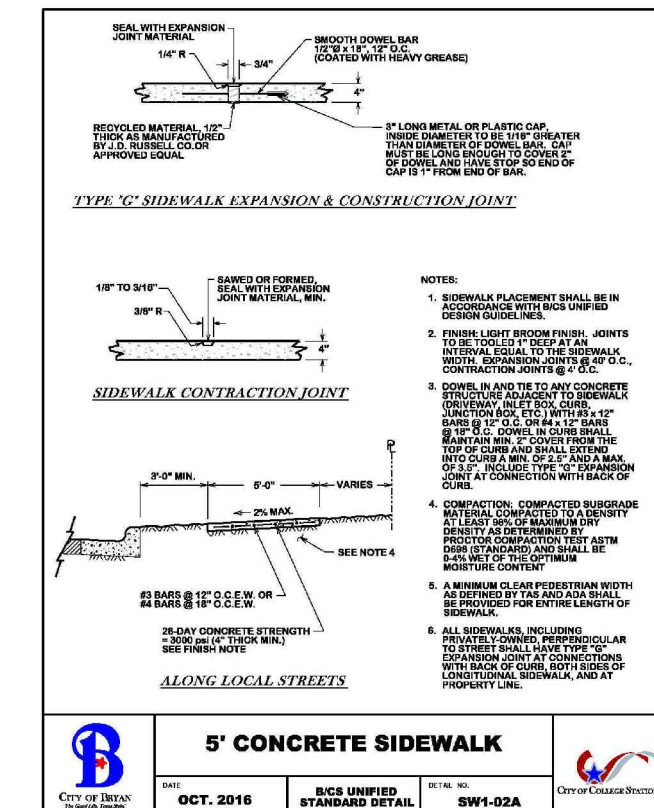 SEAL WITH EXPANSION
JOINT MATERIAL
1/4" R
3/4"
SMOOTH DOWEL BAR
1/2"Ø x 18", 12" O.C.
(COATED WITH HEAVY GREASE)
4"
RECYCLED MATERIAL, 1/2"
THICK AS MANUFACTURED
BY J.D. RUSSELL CO.OR
APPROVED EQUAL
3" LONG METAL OR PLASTIC CAP,
INSIDE DIAMETER TO BE 1/16" GREATER
THAN DIAMETER OF DOWEL BAR. CAP
MUST BE LONG ENOUGH TO COVER 2"
OF DOWEL AND HAVE STOP SO END OF
CAP IS 1" FROM END OF BAR.
TYPE "G" SIDEWALK EXPANSION & CONSTRUCTION JOINT
1/8" TO 3/16"
3/8" R
SAWED OR FORMED,
SEAL WITH EXPANSION
JOINT MATERIAL, MIN.
4"
SIDEWALK CONTRACTION JOINT
3'-0" MIN.
5'-0"
VARIES
2% MAX.
SEE NOTE 4
#3 BARS @ 12" O.C.E.W. OR
#4 BARS @ 18" O.C.E.W.
28-DAY CONCRETE STRENGTH
= 3000 psi (4" THICK MIN.)
SEE FINISH NOTE
ALONG LOCAL STREETS
NOTES:
1. SIDEWALK PLACEMENT SHALL BE IN
ACCORDANCE WITH B/CS UNIFIED
DESIGN GUIDELINES.
2. FINISH: LIGHT BROOM FINISH. JOINTS
TO BE TOOLED 1" DEEP AT AN
INTERVAL EQUAL TO THE SIDEWALK
WIDTH. EXPANSION JOINTS @ 40' O.C.,
CONTRACTION JOINTS @ 4' O.C.
3. DOWEL IN AND TIE TO ANY CONCRETE
STRUCTURE ADJACENT TO SIDEWALK
(DRIVEWAY, INLET BOX, CURB,
JUNCTION BOX, ETC.) WITH #3 x 12"
BARS @ 12" O.C. OR #4 x 12" BARS
@ 18" O.C. DOWEL IN CURB SHALL
MAINTAIN MIN. 2" COVER FROM THE
TOP OF CURB AND SHALL EXTEND
INTO CURB A MIN. OF 2.5" AND A MAX.
OF 3.5". INCLUDE TYPE "G" EXPANSION
JOINT AT CONNECTION WITH BACK OF
CURB.
4. COMPACTION: COMPACTED SUBGRADE
MATERIAL COMPACTED TO A DENSITY
AT LEAST 98% OF MAXIMUM DRY
DENSITY AS DETERMINED BY
PROCTOR COMPACTION TEST ASTM
D698 (STANDARD) AND SHALL BE
0-4% WET OF THE OPTIMUM
MOISTURE CONTENT
5. A MINIMUM CLEAR PEDESTRIAN WIDTH
AS DEFINED BY TAS AND ADA SHALL
BE PROVIDED FOR ENTIRE LENGTH OF
SIDEWALK.
6. ALL SIDEWALKS, INCLUDING
PRIVATELY-OWNED, PERPENDICULAR
TO STREET SHALL HAVE TYPE "G"
EXPANSION JOINT AT CONNECTIONS
WITH BACK OF CURB, BOTH SIDES OF
LONGITUDINAL SIDEWALK, AND AT
PROPERTY LINE.
B
CITY OF BRYAN
The Good Life, Texas Style.
5' CONCRETE SIDEWALK
DATE
OCT. 2016
B/CS UNIFIED
STANDARD DETAIL
DETAIL NO.
SW1-02A
CITY OF COLLEGE STATION